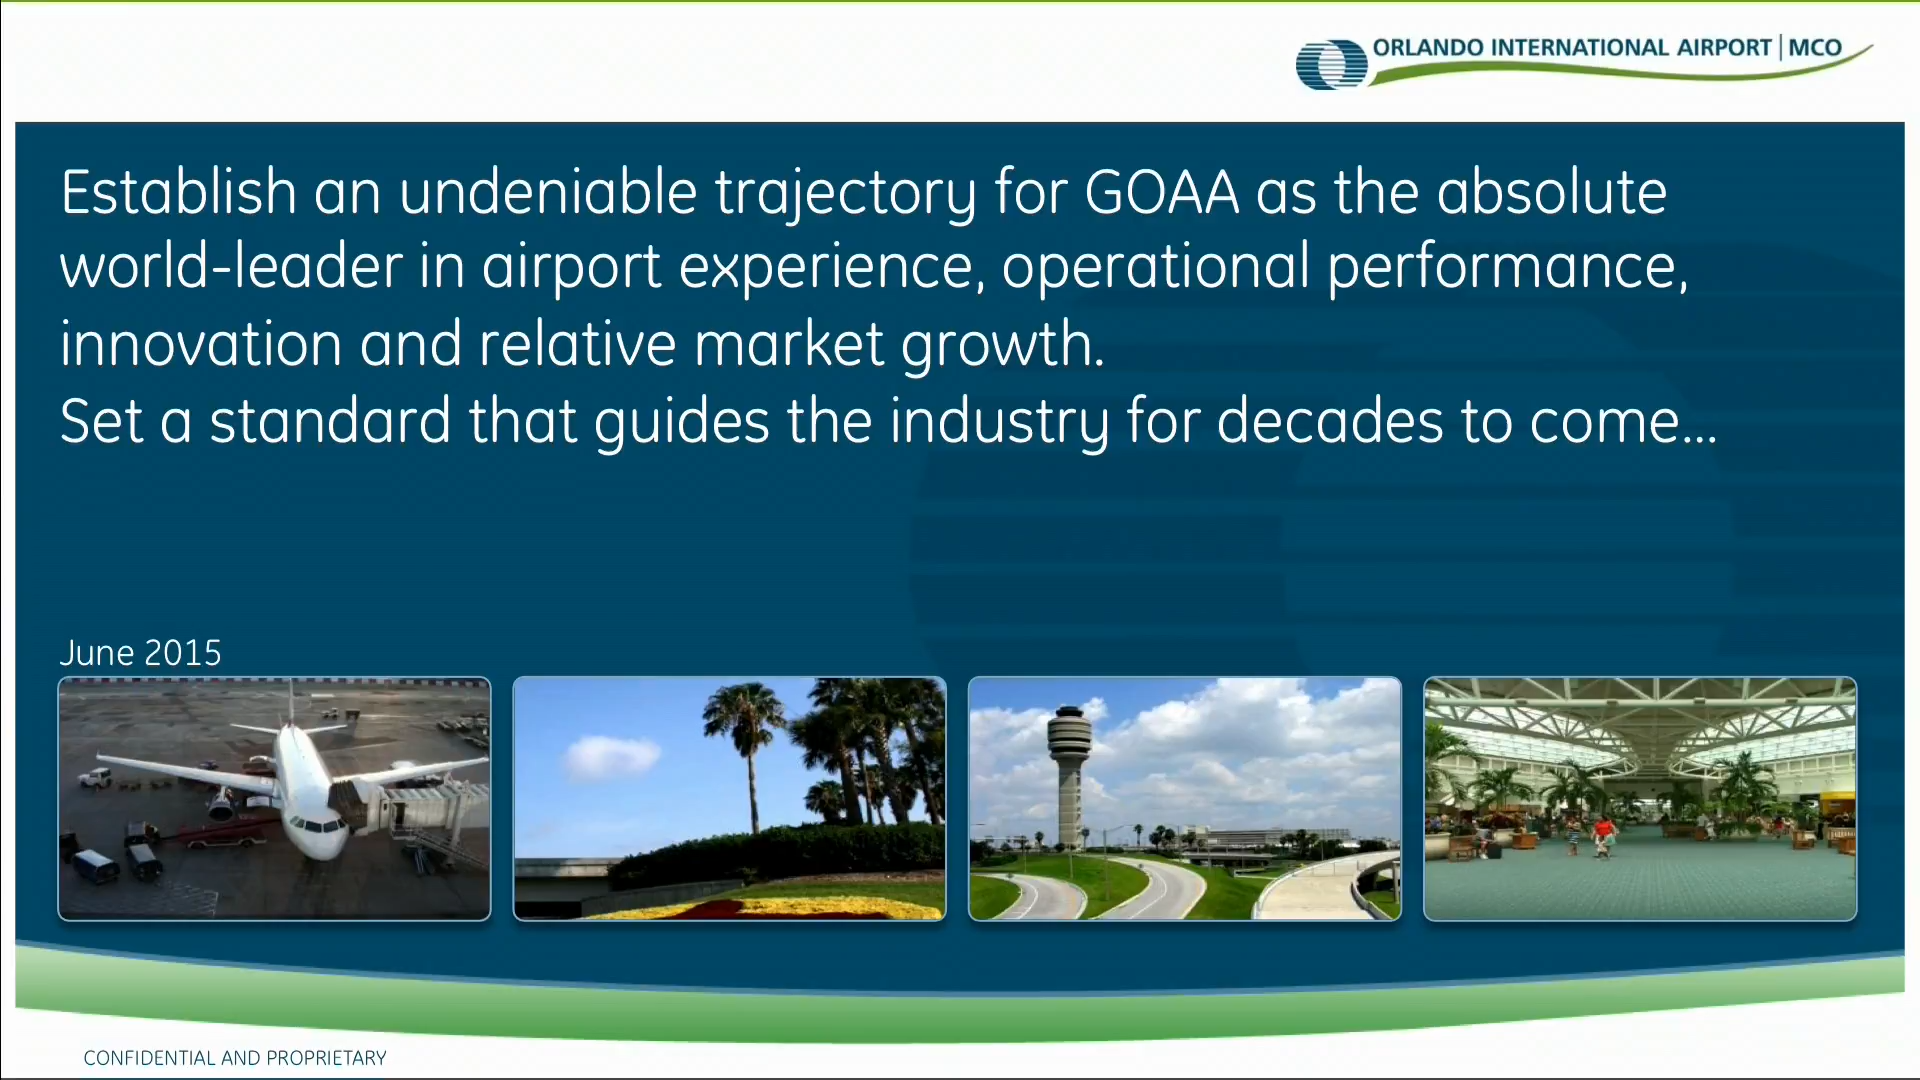 ORLANDO INTERNATIONAL AIRPORT | MCO
Establish an undeniable trajectory for GOAA as the absolute
world-leader in airport experience, operational performance,
innovation and relative market growth.
Set a standard that guides the industry for decades to come...
June 2015
CONFIDENTIAL AND PROPRIETARY